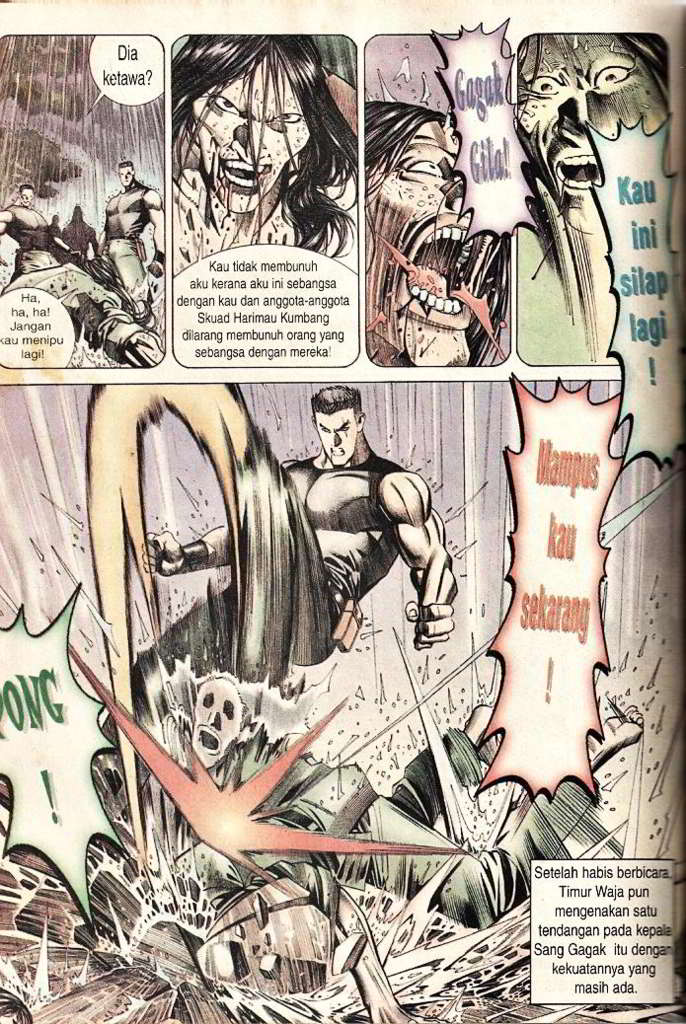 Dia
ketawa?
Ha,
ha, ha!
Jangan
kau menipu
lagi!
Kau tidak membunuh
aku kerana aku ini sebangsa
dengan kau dan anggota-anggota
Skuad Harimau Kumbang
dilarang membunuh orang yang
sebangsa dengan mereka!
Gagak
Gila!
Kau
ini
silap
lagi
!
Mampus
kau
sekarang
!
PONG
!
Setelah habis berbicara,
Timur Waja pun
mengenakan satu
tendangan pada kepala
Sang Gagak itu dengan
kekuatannya yang
masih ada.